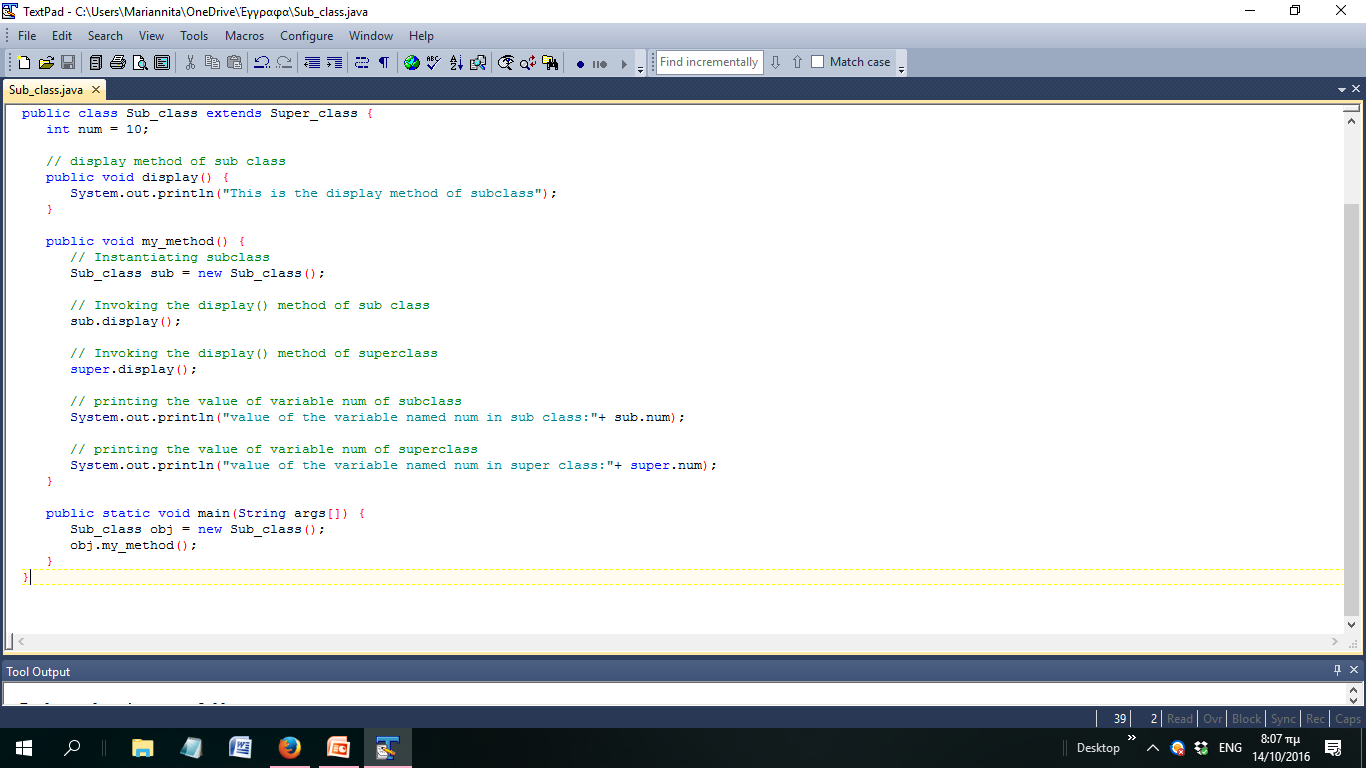 TextPad - C:\Users\Mariannita\OneDrive\Έγγραφα\Sub_class.java
File Edit Search View Tools Macros Configure Window Help
Find incrementally Match case
Sub_class.java
public class Sub_class extends Super_class {
int num = 10;
// display method of sub class
public void display() {
System.out.println("This is the display method of subclass");
}
public void my_method() {
// Instantiating subclass
Sub_class sub = new Sub_class();
// Invoking the display() method of sub class
sub.display();
// Invoking the display() method of superclass
super.display();
// printing the value of variable num of subclass
System.out.println("value of the variable named num in sub class:"+ sub.num);
// printing the value of variable num of superclass
System.out.println("value of the variable named num in super class:"+ super.num);
}
public static void main(String args[]) {
Sub_class obj = new Sub_class();
obj.my_method();
}
}
Tool Output
39 2 Read Ovr Block Sync Rec Caps
Desktop ENG 8:07 πμ
14/10/2016